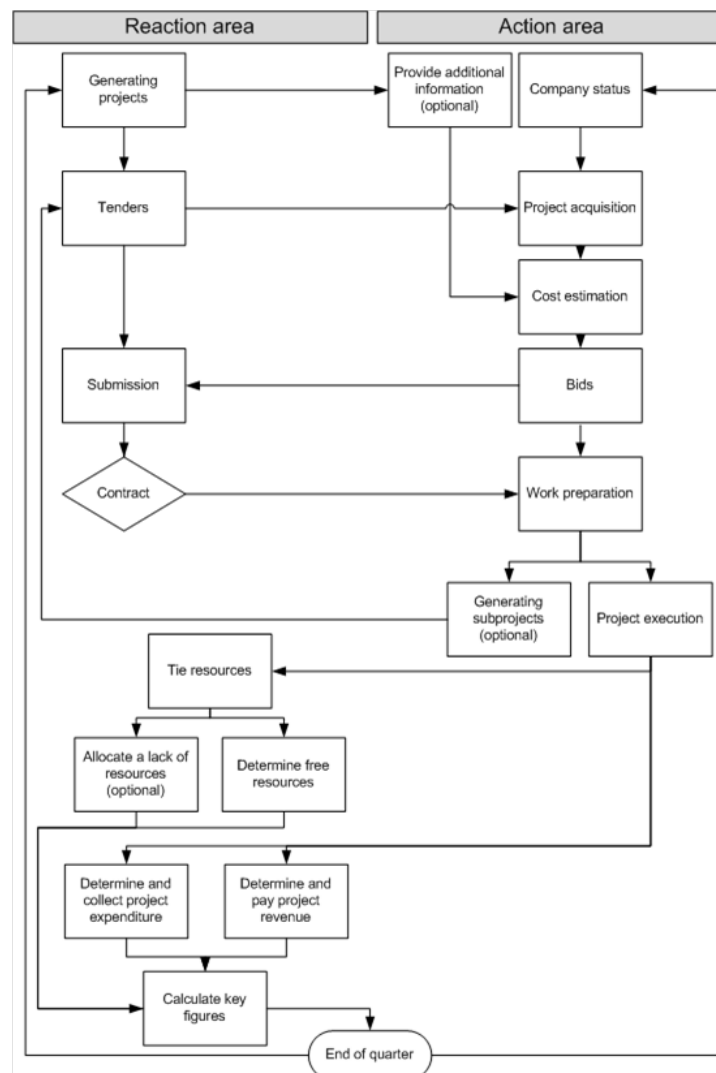 Reaction area
Action area
Generating
projects
Provide additional
information
(optional)
Company status
Tenders
Project acquisition
Cost estimation
Submission
Bids
Contract
Work preparation
Generating
subprojects
(optional)
Project execution
Tie resources
Allocate a lack of
resources
(optional)
Determine free
resources
Determine and
collect project
expenditure
Determine and
pay project
revenue
Calculate key
figures
End of quarter